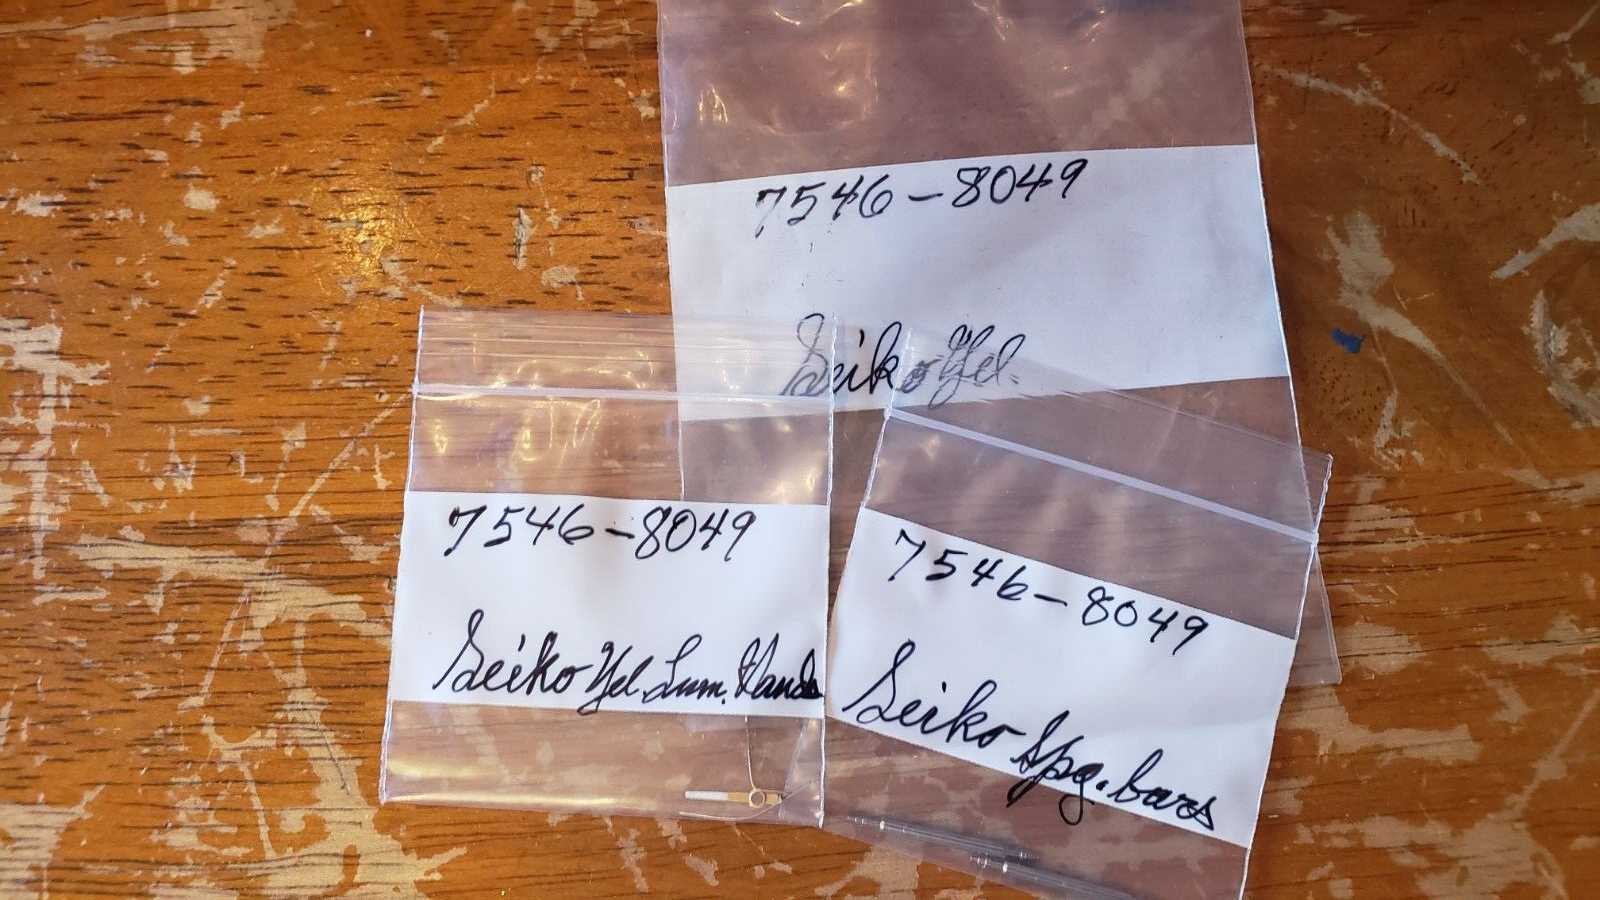 7546-8049
Seiko Yel.
7546-8049
Seiko Yel. Lum. Hands
7546-8049
Seiko Spg. bars